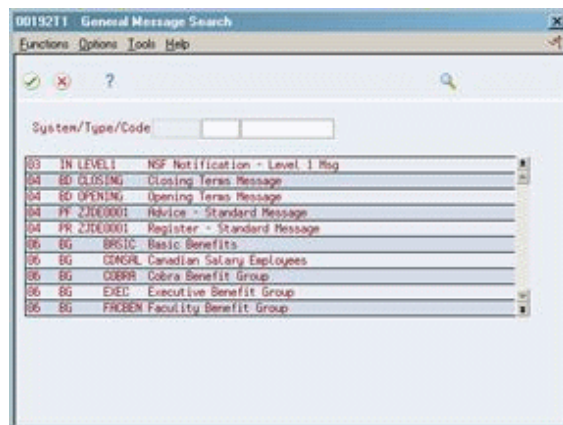 00192T1 General Message Search
Functions Options Tools Help
?
System/Type/Code
03 IN LEVEL1 NSF Notification - Level 1 Msg
04 BD CLOSING Closing Terms Message
04 BD OPENING Opening Terms Message
04 PF ZJDE0001 Advice - Standard Message
04 PR ZJDE0001 Register - Standard Message
06 BG BASIC Basic Benefits
06 BG CDNSAL Canadian Salary Employees
06 BG COBRA Cobra Benefit Group
06 BG EXEC Executive Benefit Group
06 BG FACBEN Faculity Benefit Group